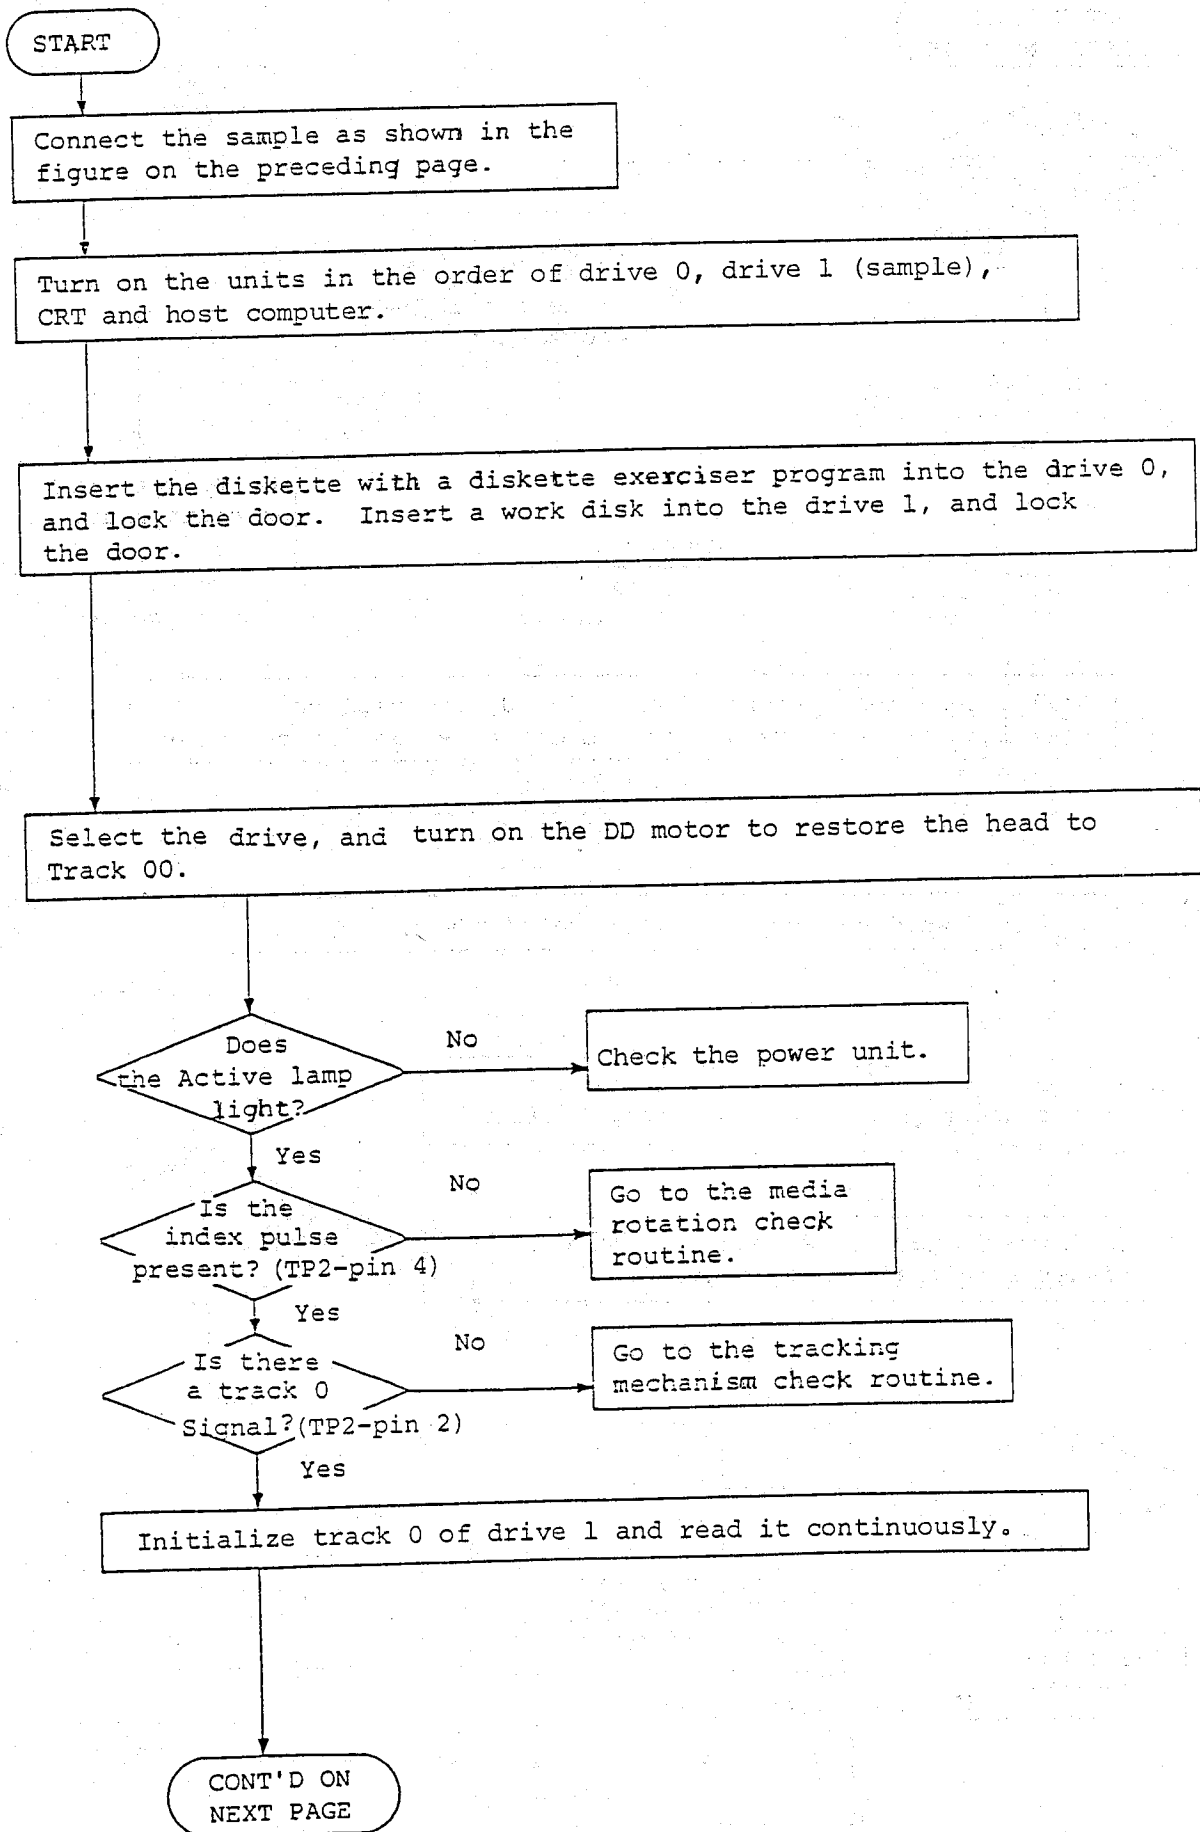 START
Connect the sample as shown in the
figure on the preceding page.
Turn on the units in the order of drive 0, drive 1 (sample),
CRT and host computer.
Insert the diskette with a diskette exerciser program into the drive 0,
and lock the door. Insert a work disk into the drive 1, and lock
the door.
Select the drive, and turn on the DD motor to restore the head to
Track 00.
Does
the Active lamp
light?
No
Check the power unit.
Yes
Is the
index pulse
present? (TP2-pin 4)
No
Go to the media
rotation check
routine.
Yes
Is there
a track 0
Signal? (TP2-pin 2)
No
Go to the tracking
mechanism check routine.
Yes
Initialize track 0 of drive 1 and read it continuously.
CONT'D ON
NEXT PAGE